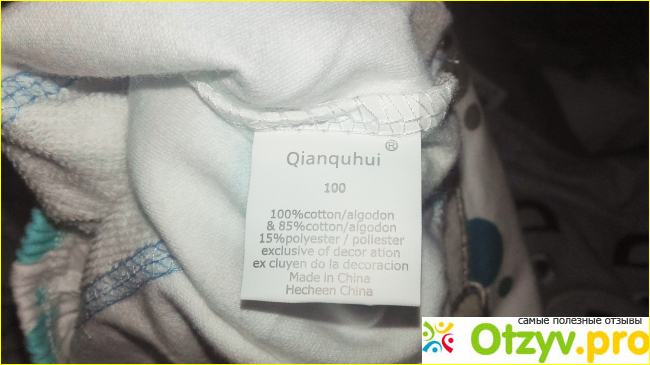 Qianquhui®
100
100%cotton/algodon
& 85%cotton/algodon
15%polyester / poliester
exclusive of decor ation
ex cluyen do la decoracion
Made in China
Hecheen China
самые полезные отзывы
Otzyv.pro